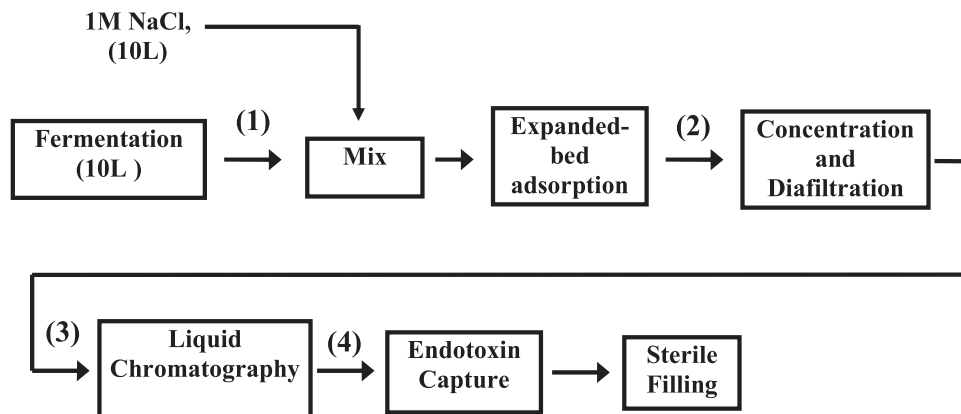 1M NaCl,
(10L)
Fermentation
(10L )
(1)
Mix
Expanded-
bed
adsorption
(2)
Concentration
and
Diafiltration
(3)
Liquid
Chromatography
(4)
Endotoxin
Capture
Sterile
Filling